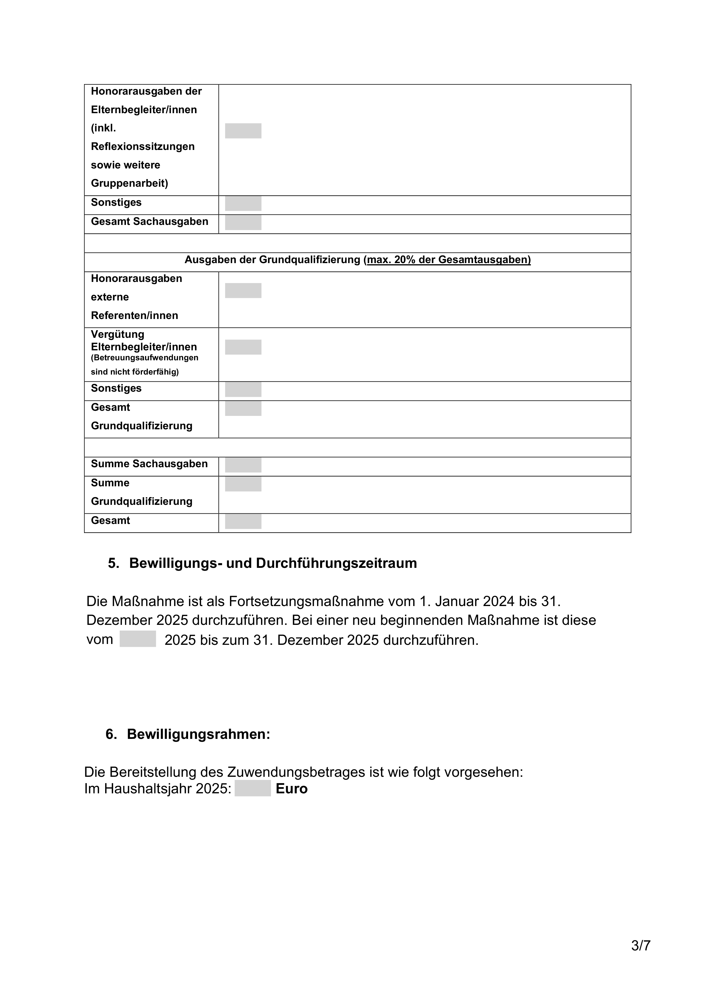 Honorarausgaben der
Elternbegleiter/innen
(inkl.
Reflexionssitzungen
sowie weitere
Gruppenarbeit)
Sonstiges
Gesamt Sachausgaben
Ausgaben der Grundqualifizierung (max. 20% der Gesamtausgaben)
Honorarausgaben
externe
Referenten/innen
Vergütung
Elternbegleiter/innen
(Betreuungsaufwendungen
sind nicht förderfähig)
Sonstiges
Gesamt
Grundqualifizierung
Summe Sachausgaben
Summe
Grundqualifizierung
Gesamt
5. Bewilligungs- und Durchführungszeitraum
Die Maßnahme ist als Fortsetzungsmaßnahme vom 1. Januar 2024 bis 31.
Dezember 2025 durchzuführen. Bei einer neu beginnenden Maßnahme ist diese
vom 2025 bis zum 31. Dezember 2025 durchzuführen.
6. Bewilligungsrahmen:
Die Bereitstellung des Zuwendungsbetrages ist wie folgt vorgesehen:
Im Haushaltsjahr 2025: Euro
3/7